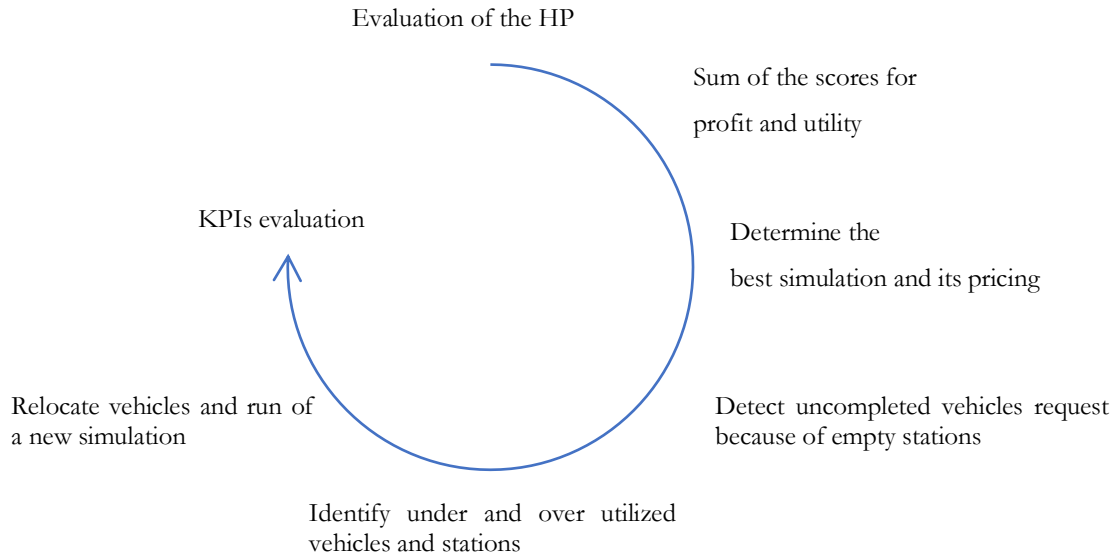 Evaluation of the HP
Sum of the scores for
profit and utility
Determine the
best simulation and its pricing
Detect uncompleted vehicles request
because of empty stations
Identify under and over utilized
vehicles and stations
Relocate vehicles and run of
a new simulation
KPIs evaluation